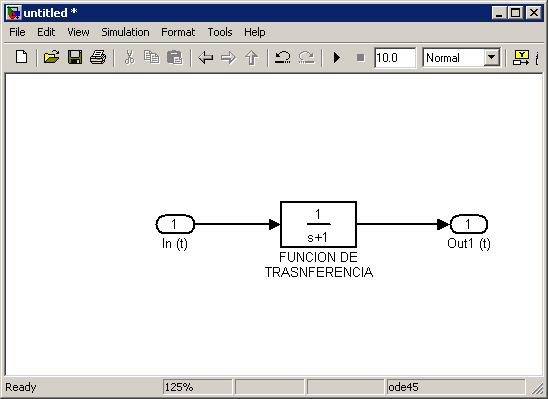 untitled *
File Edit View Simulation Format Tools Help
10.0 Normal
1
1
s+1
1
In (t)
Out1 (t)
FUNCION DE
TRASNFERENCIA
Ready 125% ode45